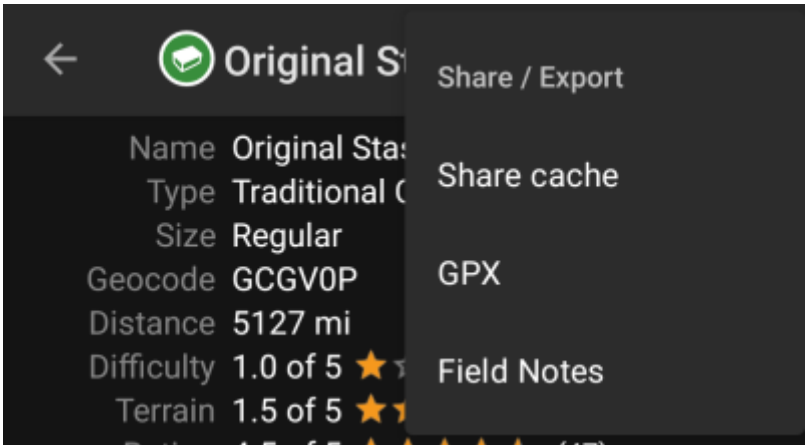 Original S
Name Original Stas
Type Traditional C
Size Regular
Geocode GCGV0P
Distance 5127 mi
Difficulty 1.0 of 5
Terrain 1.5 of 5
Share / Export
Share cache
GPX
Field Notes